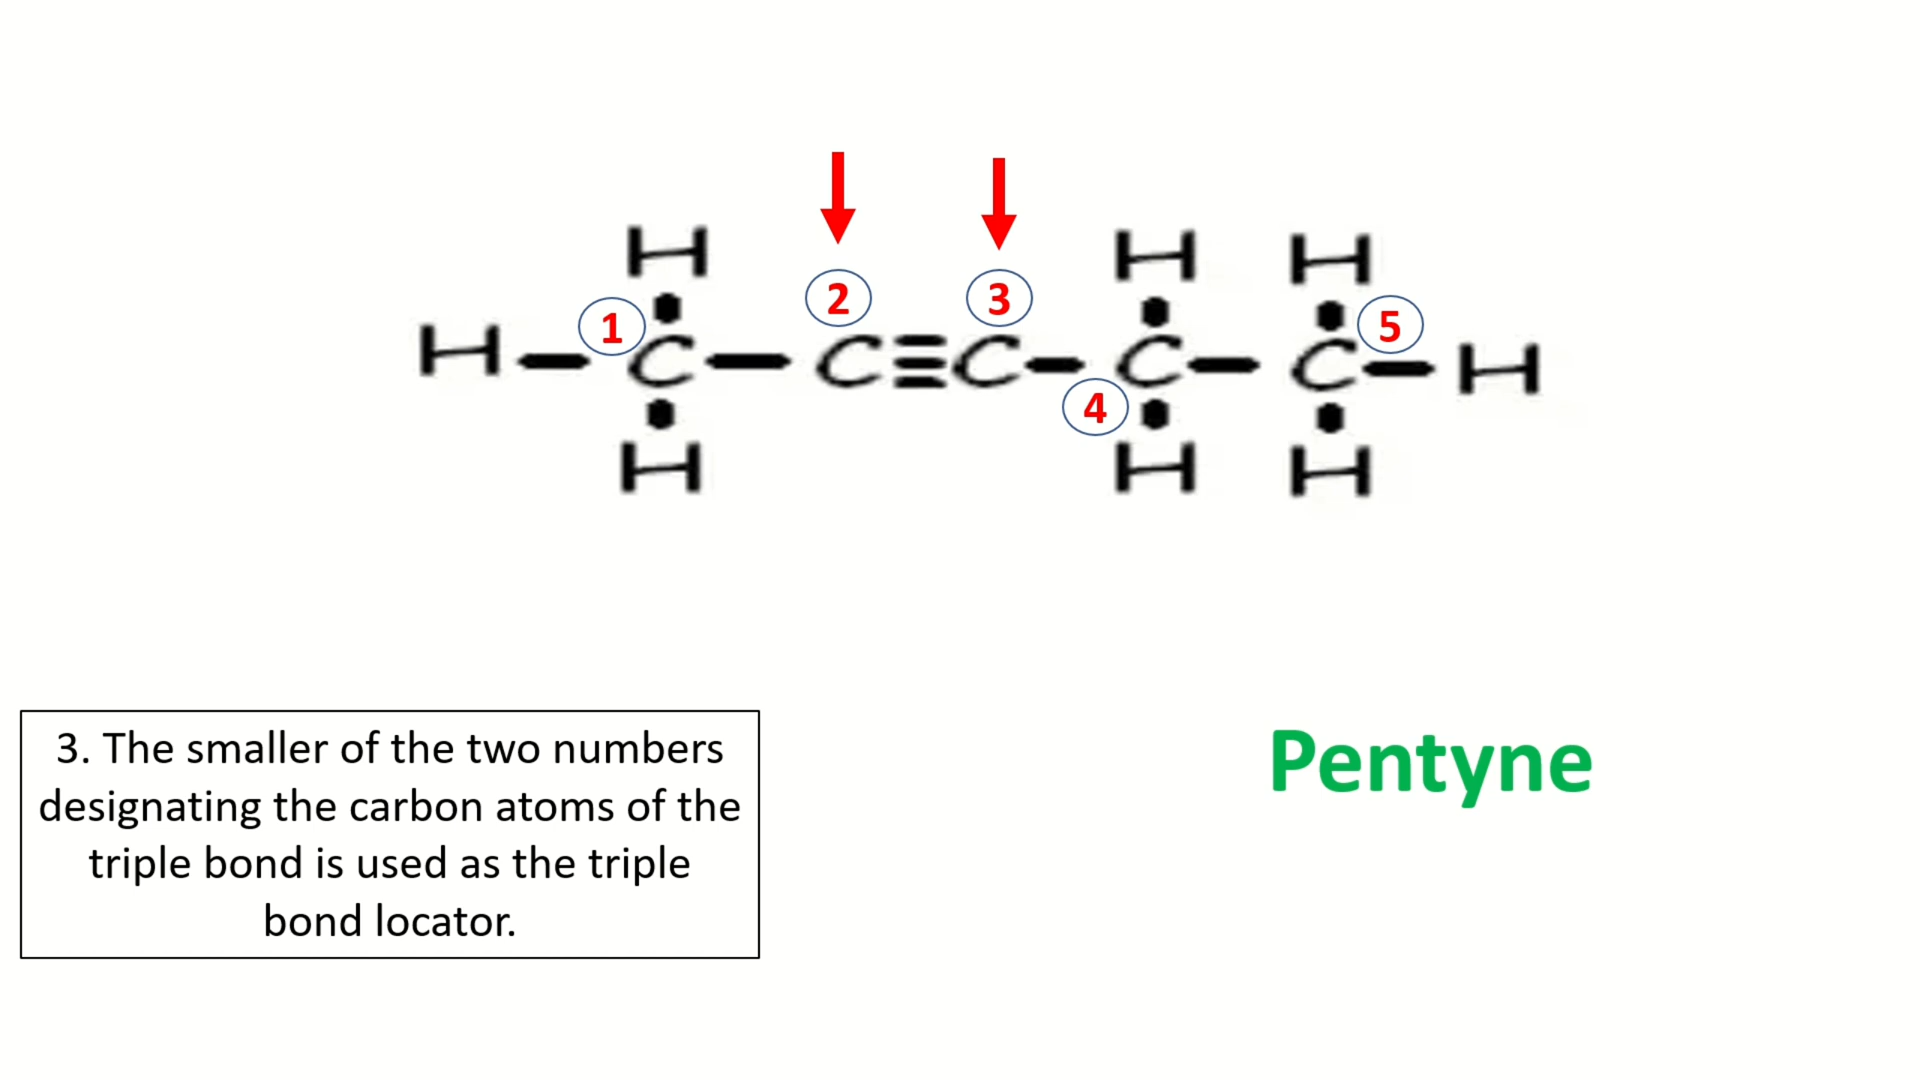 H H H
2 3
1 5
H C C C C C H
4
H H H
3. The smaller of the two numbers
designating the carbon atoms of the
triple bond is used as the triple
bond locator.
Pentyne